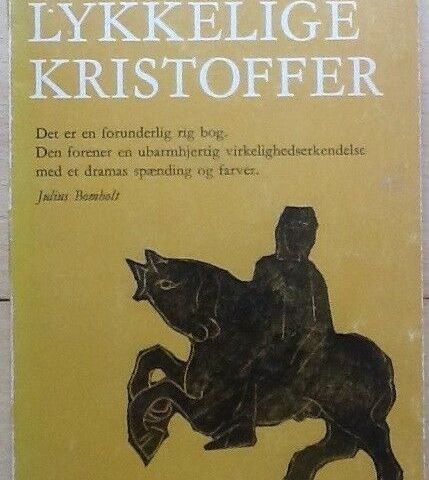 LYKKELIGE
KRISTOFFER
Det er en forunderlig rig bog.
Den forener en ubarmhjertig virkelighedserkendelse
med et dramas spænding og farver.
Julius Bomholt